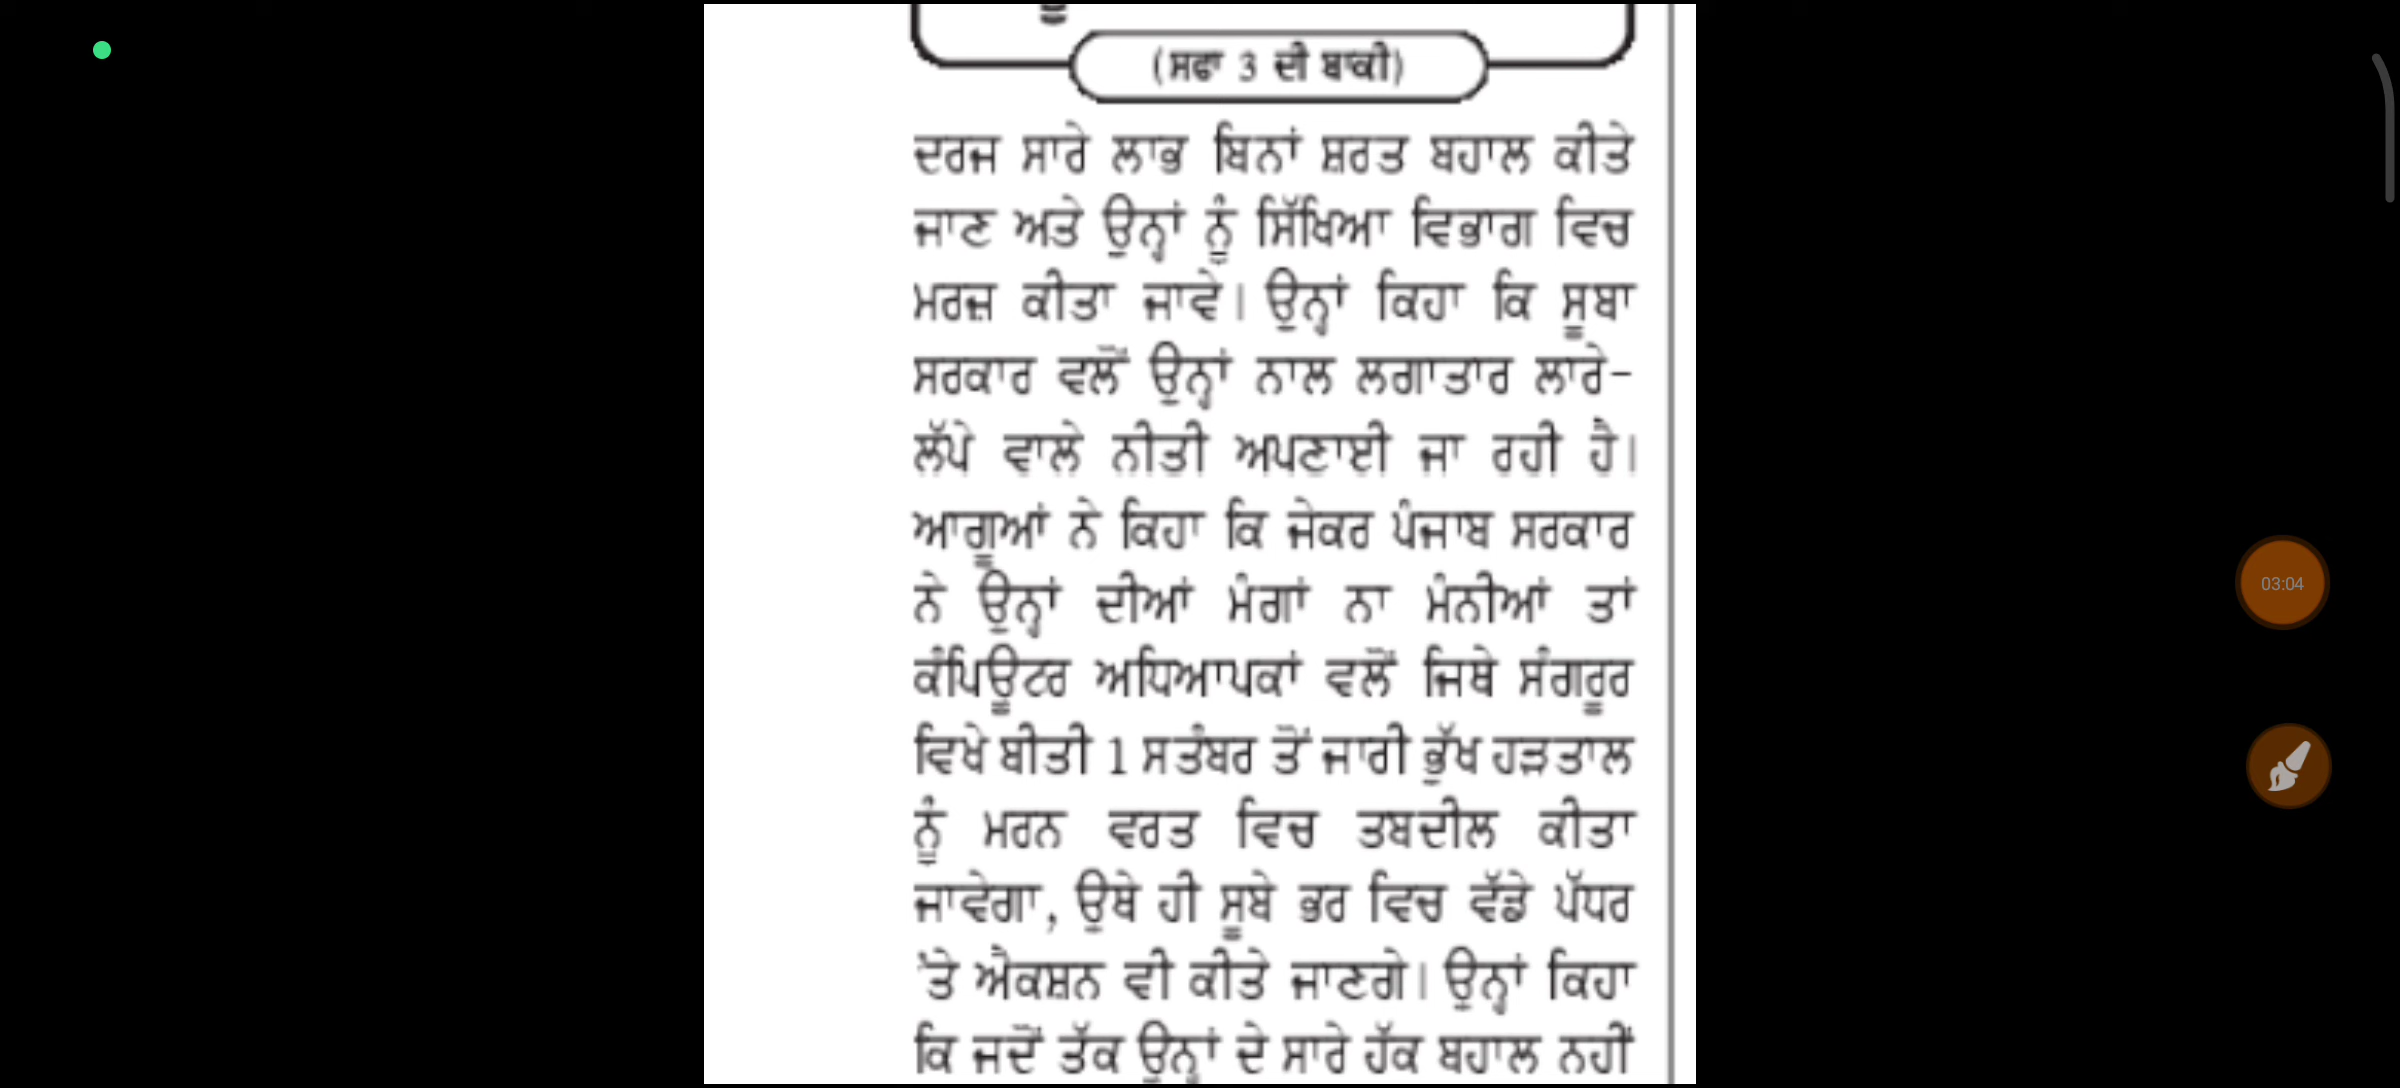 (ਸਫਾ 3 ਦੀ ਬਾਕੀ)
ਦਰਜ ਸਾਰੇ ਲਾਭ ਬਿਨਾਂ ਸ਼ਰਤ ਬਹਾਲ ਕੀਤੇ
ਜਾਣ ਅਤੇ ਉਨ੍ਹਾਂ ਨੂੰ ਸਿੱਖਿਆ ਵਿਭਾਗ ਵਿਚ
ਮਰਜ਼ ਕੀਤਾ ਜਾਵੇ। ਉਨ੍ਹਾਂ ਕਿਹਾ ਕਿ ਸੂਬਾ
ਸਰਕਾਰ ਵਲੋਂ ਉਨ੍ਹਾਂ ਨਾਲ ਲਗਾਤਾਰ ਲਾਰੇ-
ਲੱਪੇ ਵਾਲੇ ਨੀਤੀ ਅਪਣਾਈ ਜਾ ਰਹੀ ਹੈ।
ਆਗੂਆਂ ਨੇ ਕਿਹਾ ਕਿ ਜੇਕਰ ਪੰਜਾਬ ਸਰਕਾਰ
ਨੇ ਉਨ੍ਹਾਂ ਦੀਆਂ ਮੰਗਾਂ ਨਾ ਮੰਨੀਆਂ ਤਾਂ
ਕੰਪਿਊਟਰ ਅਧਿਆਪਕਾਂ ਵਲੋਂ ਜਿਥੇ ਸੰਗਰੂਰ
ਵਿਖੇ ਬੀਤੀ 1 ਸਤੰਬਰ ਤੋਂ ਜਾਰੀ ਭੁੱਖ ਹੜਤਾਲ
ਨੂੰ ਮਰਨ ਵਰਤ ਵਿਚ ਤਬਦੀਲ ਕੀਤਾ
ਜਾਵੇਗਾ, ਉਥੇ ਹੀ ਸੂਬੇ ਭਰ ਵਿਚ ਵੱਡੇ ਪੱਧਰ
'ਤੇ ਐਕਸ਼ਨ ਵੀ ਕੀਤੇ ਜਾਣਗੇ। ਉਨ੍ਹਾਂ ਕਿਹਾ
ਕਿ ਜਦੋਂ ਤੱਕ ਉਨ੍ਹਾਂ ਦੇ ਸਾਰੇ ਹੱਕ ਬਹਾਲ ਨਹੀਂ
03:04